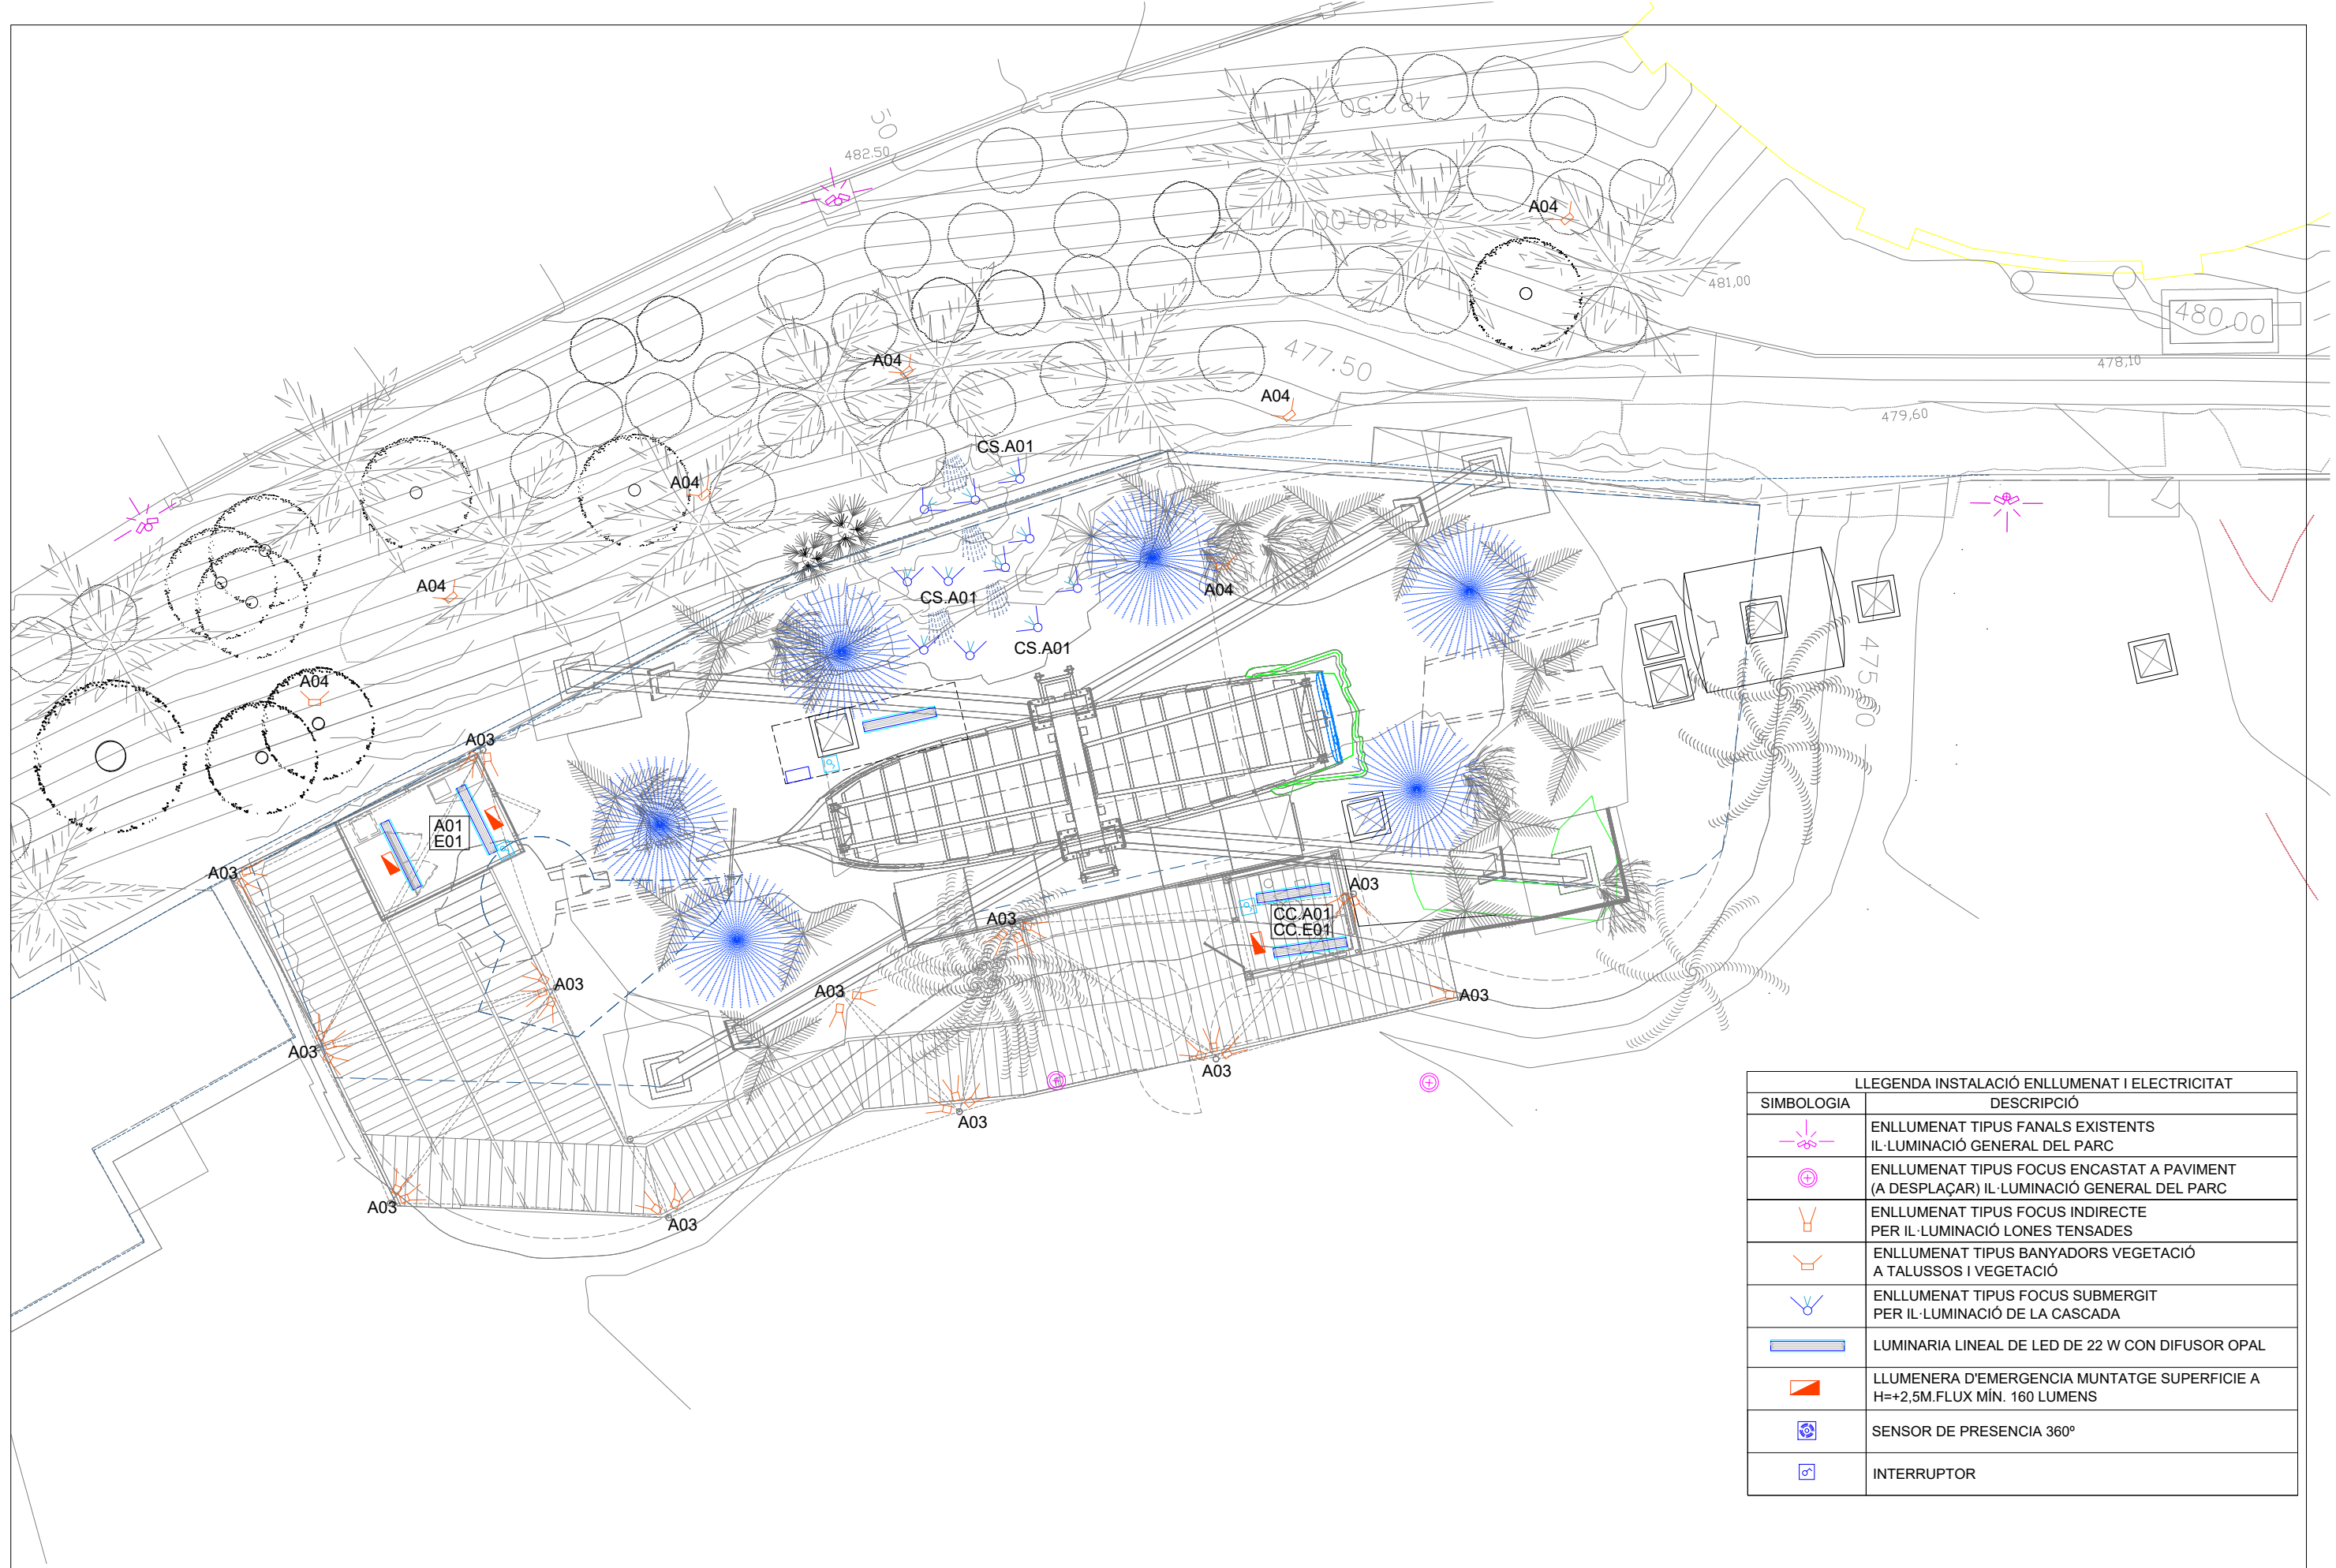 50
482.50
482.50
480.00
A04
481,00
480.00
477.50
478,10
A04
A04
479,60
CS.A01
A04
A04
A04
CS.A01
CS.A01
A04
475.00
A03
A01
E01
A03
A03
A03
CC.A01
CC.E01
A03
A03
A03
A03
A03
A03
A03
A03
LLEGENDA INSTALACIÓ ENLLUMENAT I ELECTRICITAT
SIMBOLOGIA
DESCRIPCIÓ
ENLLUMENAT TIPUS FANALS EXISTENTS
IL·LUMINACIÓ GENERAL DEL PARC
ENLLUMENAT TIPUS FOCUS ENCASTAT A PAVIMENT
(A DESPLAÇAR) IL·LUMINACIÓ GENERAL DEL PARC
ENLLUMENAT TIPUS FOCUS INDIRECTE
PER IL·LUMINACIÓ LONES TENSADES
ENLLUMENAT TIPUS BANYADORS VEGETACIÓ
A TALUSSOS I VEGETACIÓ
ENLLUMENAT TIPUS FOCUS SUBMERGIT
PER IL·LUMINACIÓ DE LA CASCADA
LUMINARIA LINEAL DE LED DE 22 W CON DIFUSOR OPAL
LLUMENERA D'EMERGENCIA MUNTATGE SUPERFICIE A
H=+2,5M.FLUX MÍN. 160 LUMENS
SENSOR DE PRESENCIA 360º
INTERRUPTOR